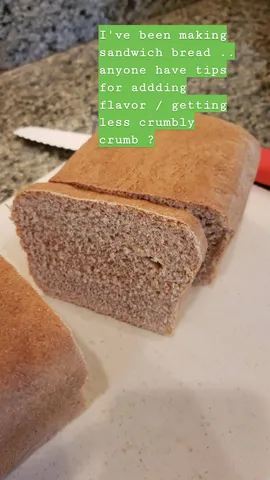 I've been making
sandwich bread ..
anyone have tips
for addding
flavor / getting
less crumbly
crumb ?